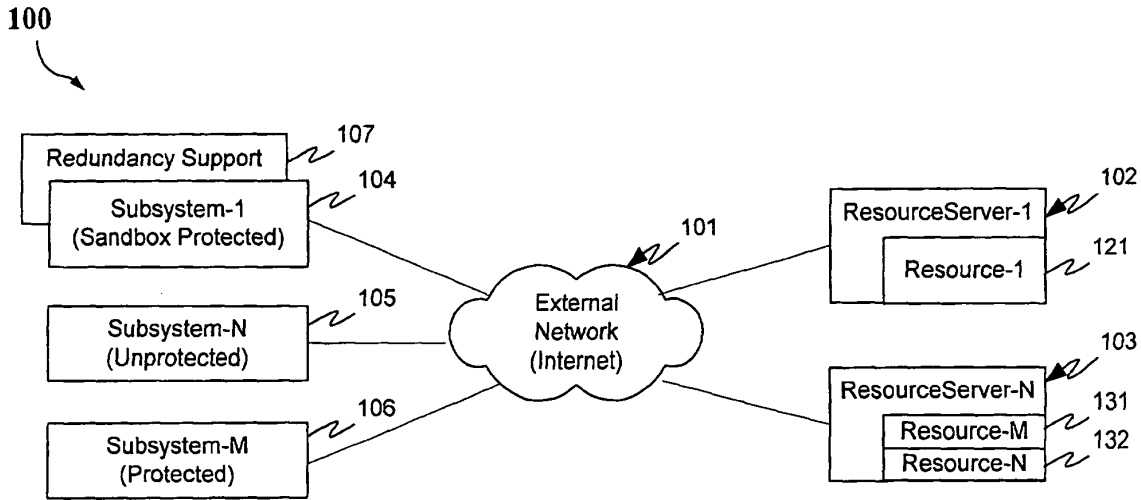 100
107
Redundancy Support
104
Subsystem-1
(Sandbox Protected)
105
Subsystem-N
(Unprotected)
106
Subsystem-M
(Protected)
101
External
Network
(Internet)
102
ResourceServer-1
121
Resource-1
103
ResourceServer-N
131
Resource-M
132
Resource-N